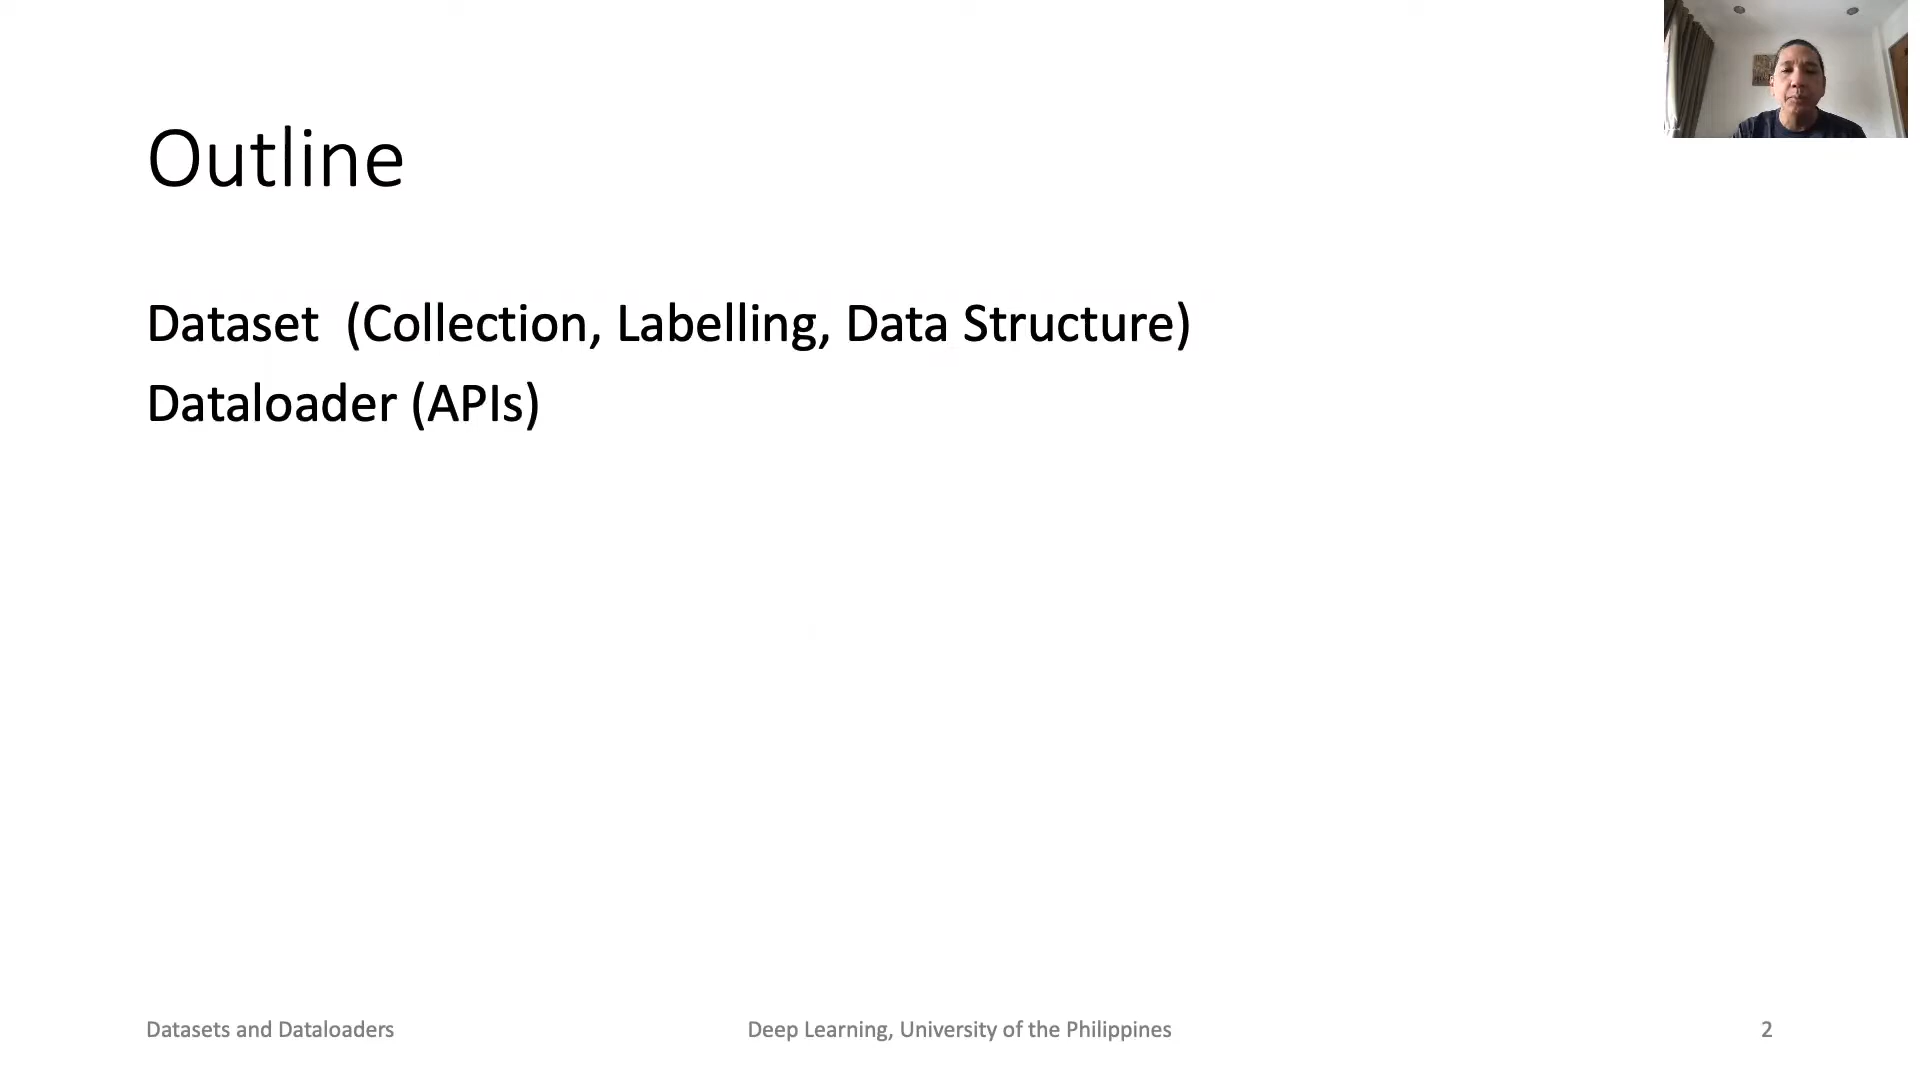 Outline
Dataset  (Collection, Labelling, Data Structure)
Dataloader (APIs)
Datasets and Dataloaders
Deep Learning, University of the Philippines
2